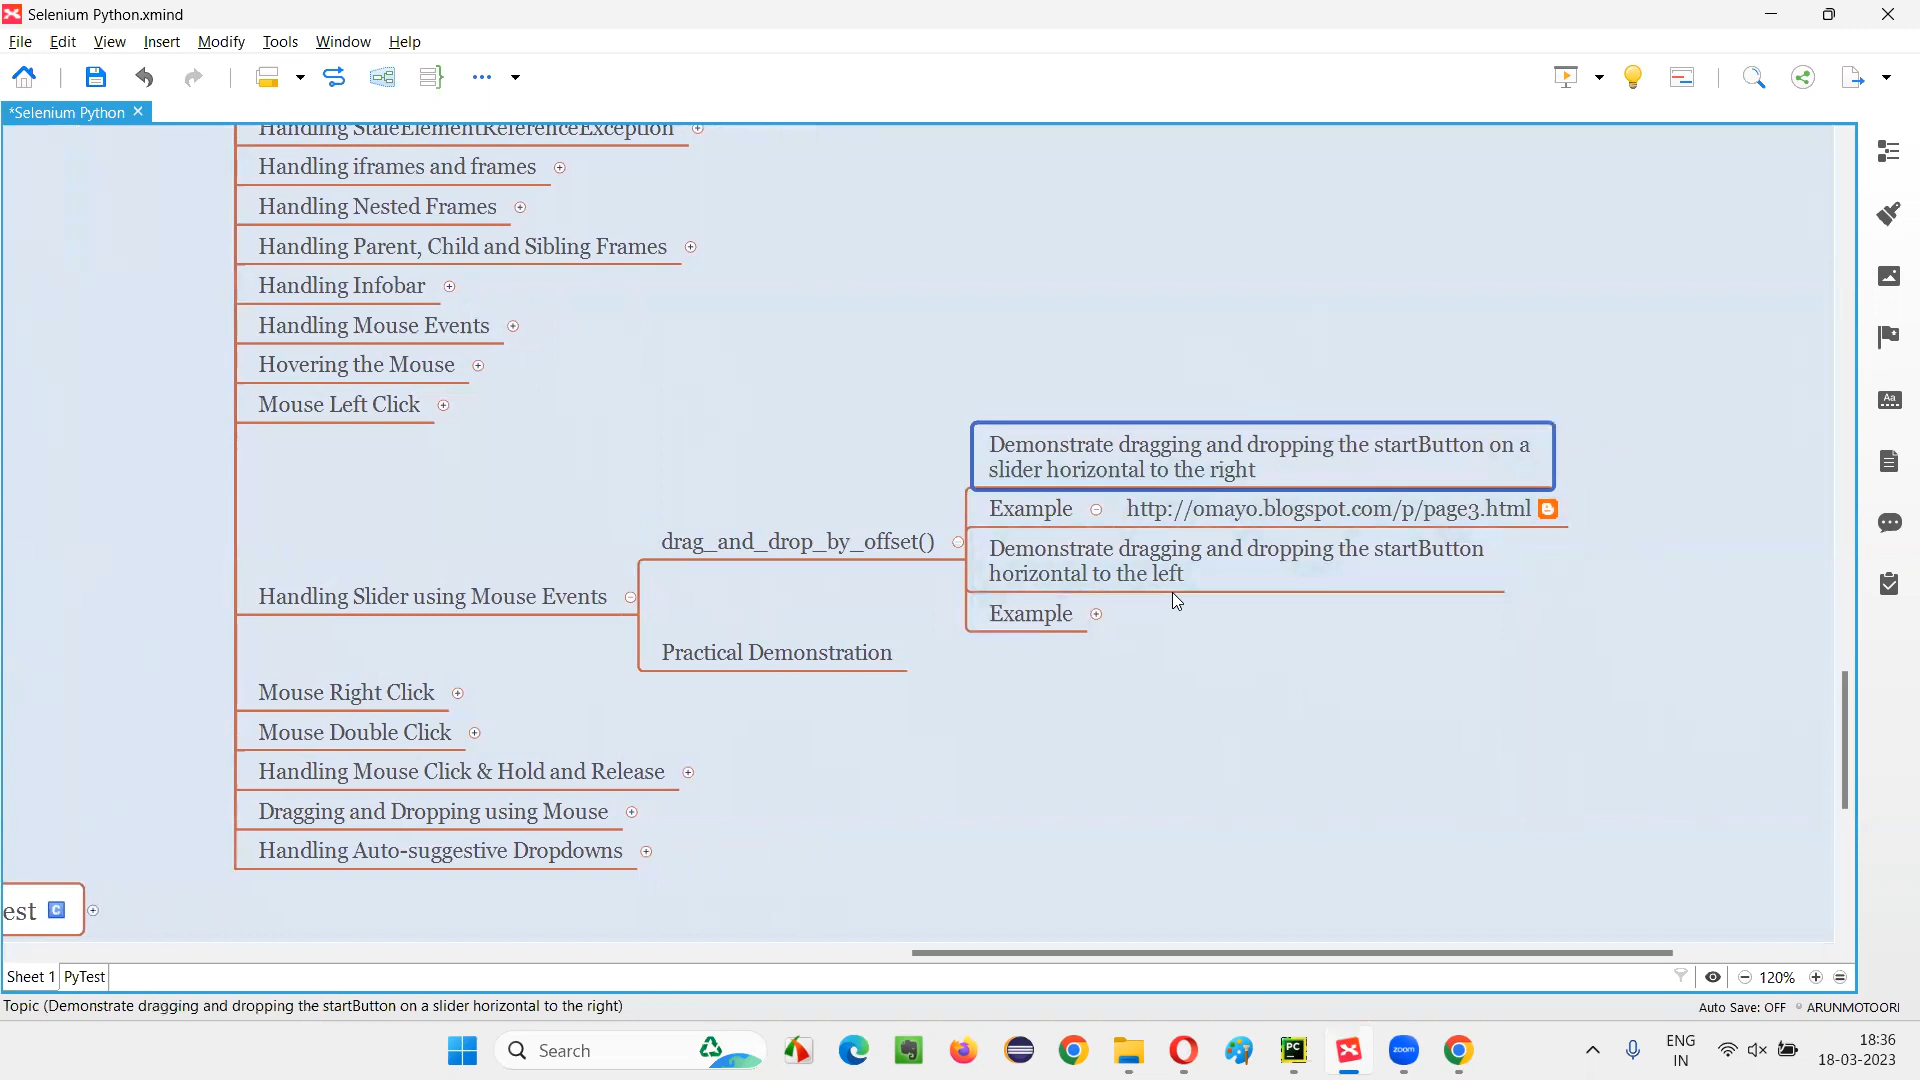 Selenium Python.xmind
File Edit View Insert Modify Tools Window Help
*Selenium Python
Handling StaleElementReferenceException
Handling iframes and frames
Handling Nested Frames
Handling Parent, Child and Sibling Frames
Handling Infobar
Handling Mouse Events
Hovering the Mouse
Mouse Left Click
Demonstrate dragging and dropping the startButton on a
slider horizontal to the right
Example http://omayo.blogspot.com/p/page3.html
drag_and_drop_by_offset()
Demonstrate dragging and dropping the startButton
horizontal to the left
Handling Slider using Mouse Events
Example
Practical Demonstration
Mouse Right Click
Mouse Double Click
Handling Mouse Click & Hold and Release
Dragging and Dropping using Mouse
Handling Auto-suggestive Dropdowns
est C
Sheet 1 PyTest
120%
Topic (Demonstrate dragging and dropping the startButton on a slider horizontal to the right)
Auto Save: OFF ARUNMOTOORI
Search
PC
zoom
ENG
IN
18:36
18-03-2023